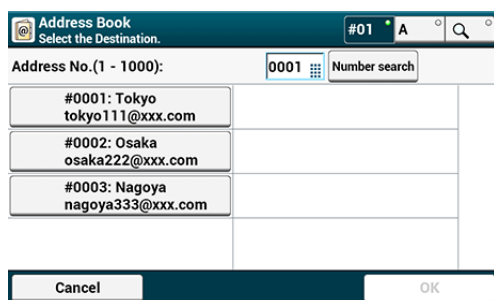 Address Book
Select the Destination.
#01
A
Address No.(1 - 1000):
0001
Number search
#0001: Tokyo
tokyo111@xxx.com
#0002: Osaka
osaka222@xxx.com
#0003: Nagoya
nagoya333@xxx.com
Cancel
OK